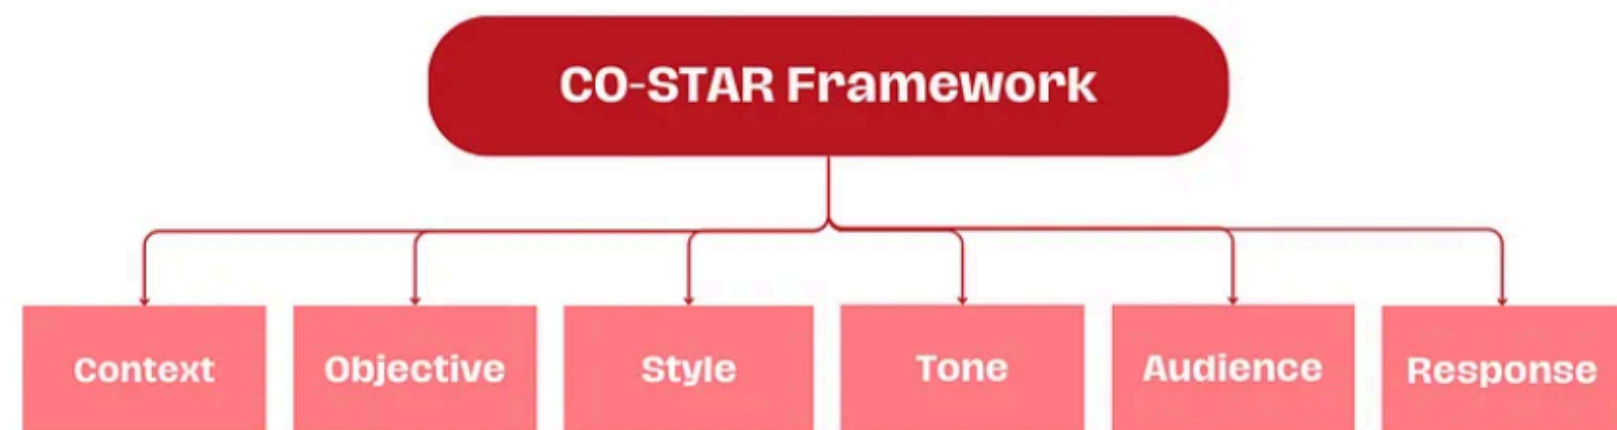 CO-STAR Framework
Context
Objective
Style
Tone
Audience
Response